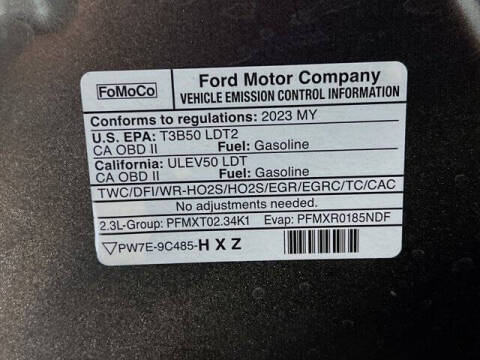 FoMoCo
Ford Motor Company
VEHICLE EMISSION CONTROL INFORMATION
Conforms to regulations: 2023 MY
U.S. EPA: T3B50 LDT2
CA OBD II Fuel: Gasoline
California: ULEV50 LDT
CA OBD II Fuel: Gasoline
TWC/DFI/WR-HO2S/HO2S/EGR/EGRC/TC/CAC
No adjustments needed.
2.3L-Group: PFMXT02.34K1 Evap: PFMXR0185NDF
PW7E-9C485-H X Z